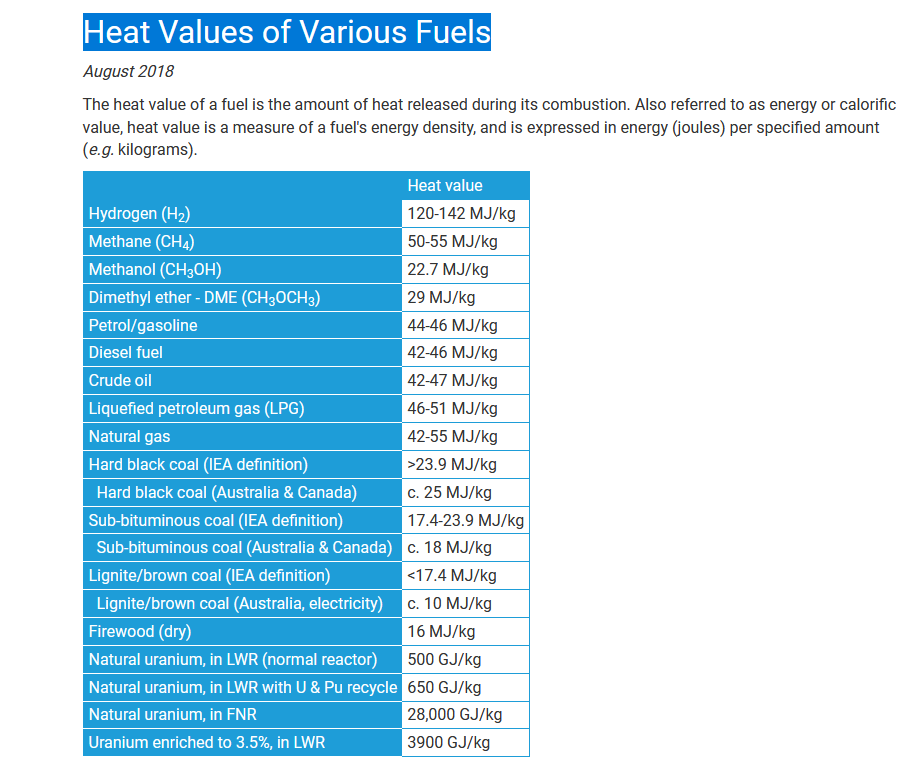 Heat Values of Various Fuels
August 2018
The heat value of a fuel is the amount of heat released during its combustion. Also referred to as energy or calorific
value, heat value is a measure of a fuel's energy density, and is expressed in energy (joules) per specified amount
(e.g. kilograms).
Heat value
Hydrogen (H₂) 120-142 MJ/kg
Methane (CH₄) 50-55 MJ/kg
Methanol (CH₃OH) 22.7 MJ/kg
Dimethyl ether - DME (CH₃OCH₃) 29 MJ/kg
Petrol/gasoline 44-46 MJ/kg
Diesel fuel 42-46 MJ/kg
Crude oil 42-47 MJ/kg
Liquefied petroleum gas (LPG) 46-51 MJ/kg
Natural gas 42-55 MJ/kg
Hard black coal (IEA definition) >23.9 MJ/kg
Hard black coal (Australia & Canada) c. 25 MJ/kg
Sub-bituminous coal (IEA definition) 17.4-23.9 MJ/kg
Sub-bituminous coal (Australia & Canada) c. 18 MJ/kg
Lignite/brown coal (IEA definition) <17.4 MJ/kg
Lignite/brown coal (Australia, electricity) c. 10 MJ/kg
Firewood (dry) 16 MJ/kg
Natural uranium, in LWR (normal reactor) 500 GJ/kg
Natural uranium, in LWR with U & Pu recycle 650 GJ/kg
Natural uranium, in FNR 28,000 GJ/kg
Uranium enriched to 3.5%, in LWR 3900 GJ/kg